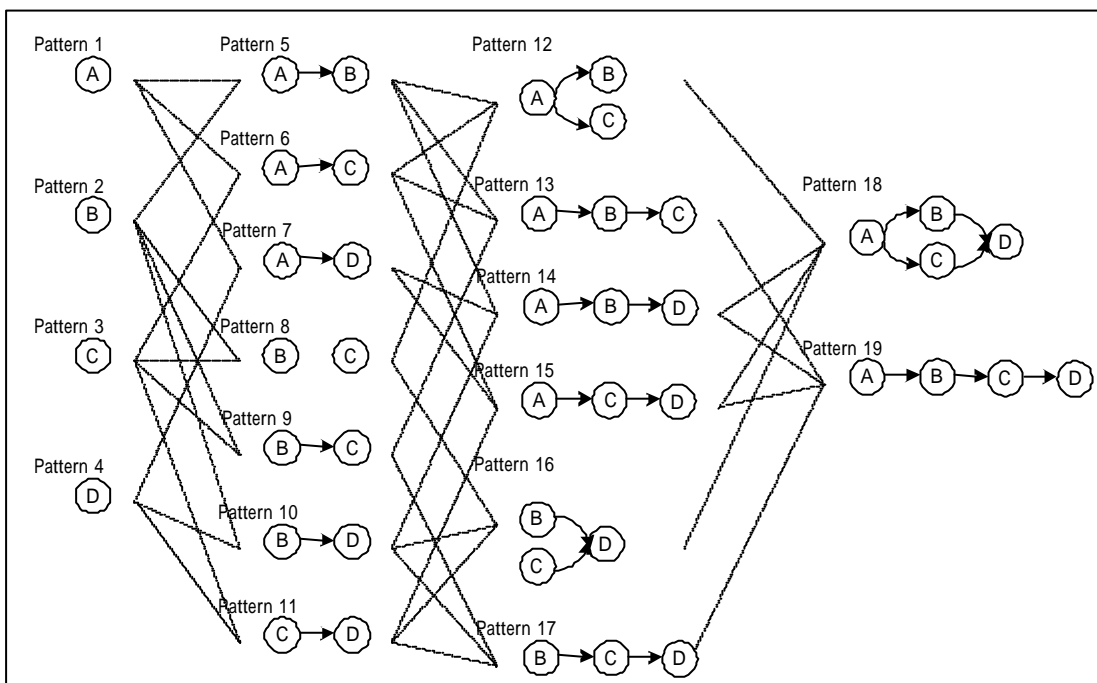 Pattern 1
A
Pattern 2
B
Pattern 3
C
Pattern 4
D
Pattern 5
A B
Pattern 6
A C
Pattern 7
A D
Pattern 8
B C
Pattern 9
B C
Pattern 10
B D
Pattern 11
C D
Pattern 12
A B C
Pattern 13
A B C
Pattern 14
A B D
Pattern 15
A C D
Pattern 16
B C D
Pattern 17
B C D
Pattern 18
A B C D
Pattern 19
A B C D